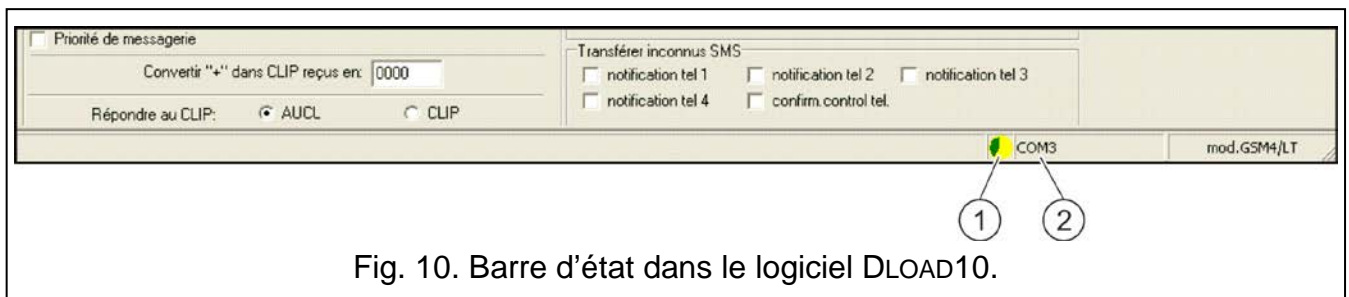 Priorité de messagerie
Convertir "+" dans CLIP reçus en: 0000
Répondre au CLIP: AUCL CLIP
Transférer inconnus SMS
notification tel 1 notification tel 2 notification tel 3
notification tel 4 confirm.control tel.
COM3 mod.GSM4/LT
1 2
Fig. 10. Barre d'état dans le logiciel DLOAD10.